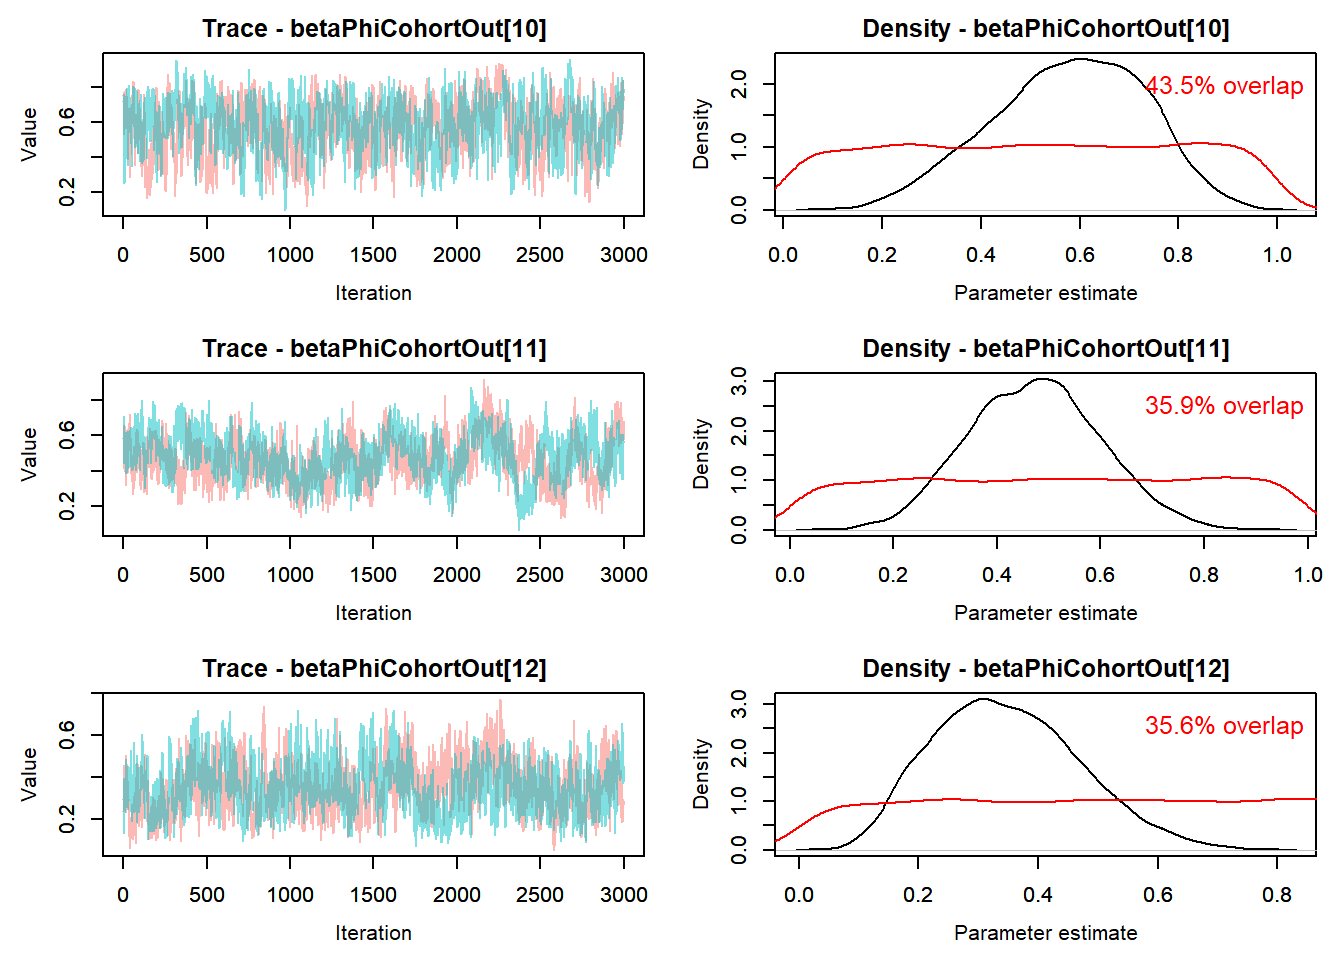 Trace - betaPhiCohortOut[10]
Value
0.2 0.6
0 500 1000 1500 2000 2500 3000
Iteration
Density - betaPhiCohortOut[10]
43.5% overlap
Density
0.0 1.0 2.0
0.0 0.2 0.4 0.6 0.8 1.0
Parameter estimate
Trace - betaPhiCohortOut[11]
Value
0.2 0.6
0 500 1000 1500 2000 2500 3000
Iteration
Density - betaPhiCohortOut[11]
35.9% overlap
Density
0.0 1.0 2.0 3.0
0.0 0.2 0.4 0.6 0.8 1.0
Parameter estimate
Trace - betaPhiCohortOut[12]
Value
0.2 0.6
0 500 1000 1500 2000 2500 3000
Iteration
Density - betaPhiCohortOut[12]
35.6% overlap
Density
0.0 1.0 2.0 3.0
0.0 0.2 0.4 0.6 0.8
Parameter estimate